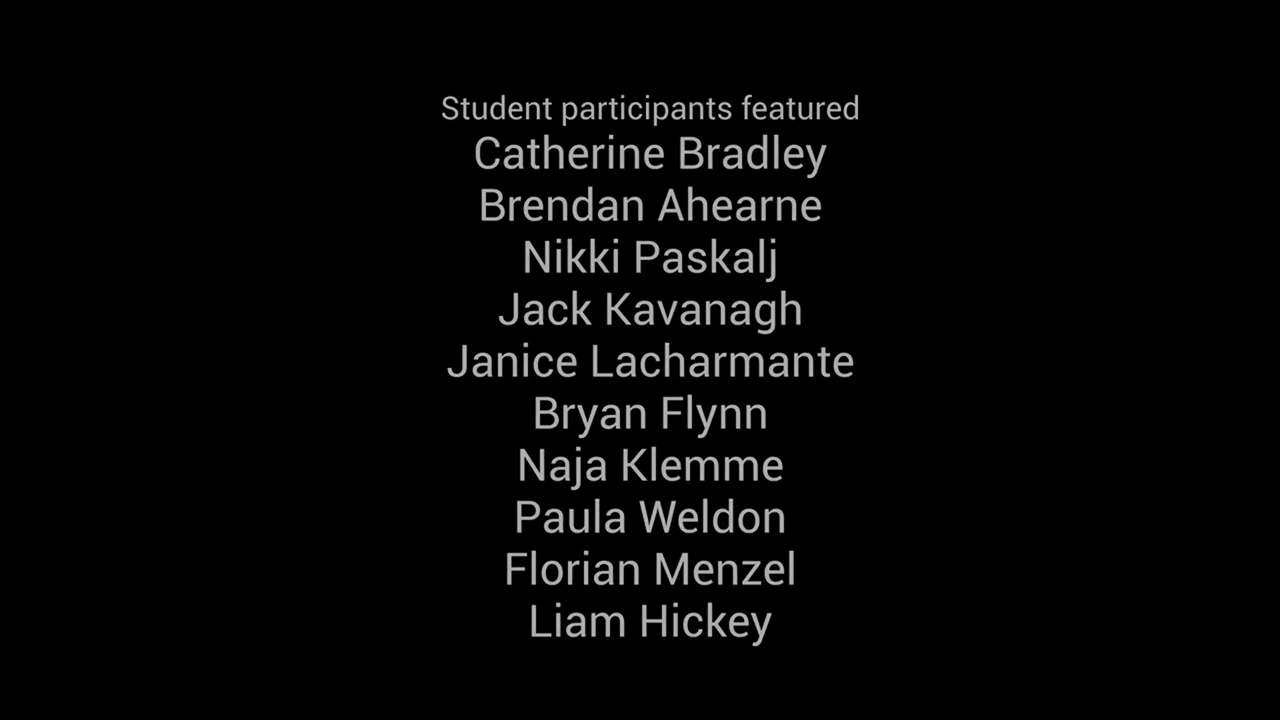 Student participants featured
Catherine Bradley
Brendan Ahearne
Nikki Paskalj
Jack Kavanagh
Janice Lacharmante
Bryan Flynn
Naja Klemme
Paula Weldon
Florian Menzel
Liam Hickey